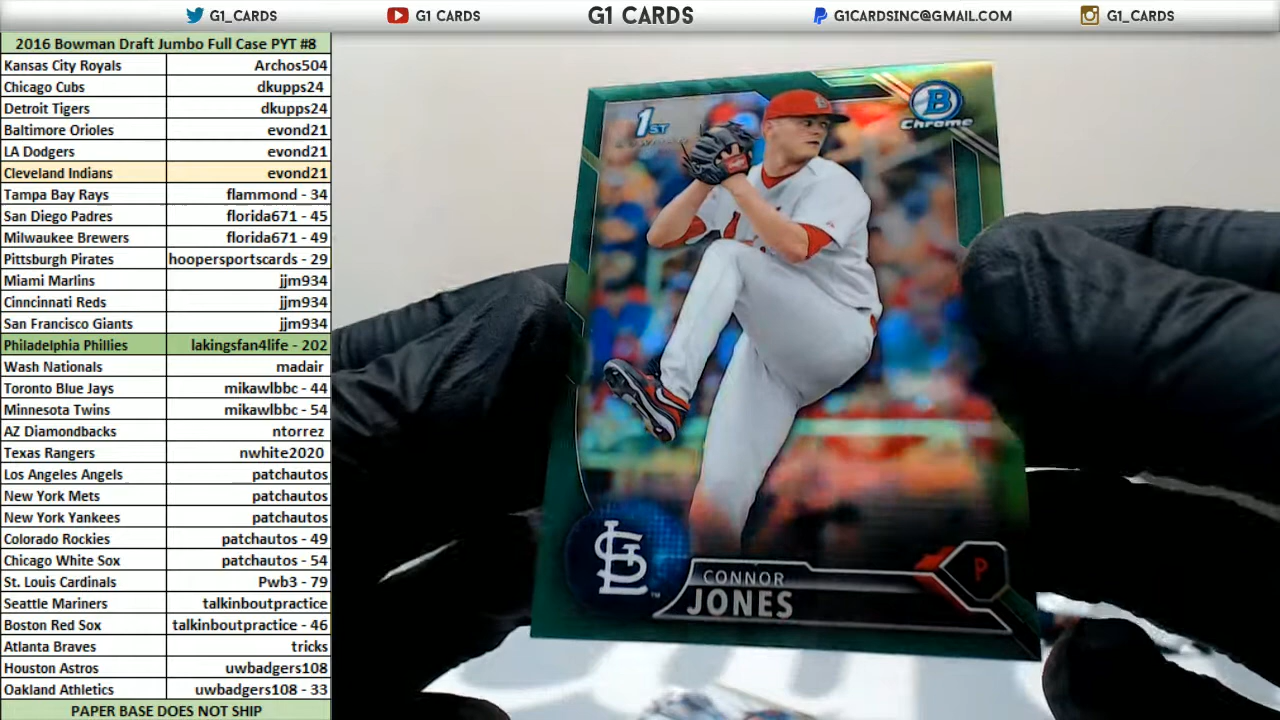 G1_CARDS
G1 CARDS
G1 CARDS
G1CARDSINC@GMAIL.COM
G1_CARDS
2016 Bowman Draft Jumbo Full Case PYT #8
Kansas City Royals Archos504
Chicago Cubs dkupps24
Detroit Tigers dkupps24
Baltimore Orioles evond21
LA Dodgers evond21
Cleveland Indians evond21
Tampa Bay Rays flammond - 34
San Diego Padres florida671 - 45
Milwaukee Brewers florida671 - 49
Pittsburgh Pirates hoopersportscards - 29
Miami Marlins jjm934
Cinncinnati Reds jjm934
San Francisco Giants jjm934
Philadelphia Phillies lakingsfan4life - 202
Wash Nationals madair
Toronto Blue Jays mikawlbbc - 44
Minnesota Twins mikawlbbc - 54
AZ Diamondbacks ntorrez
Texas Rangers nwhite2020
Los Angeles Angels patchautos
New York Mets patchautos
New York Yankees patchautos
Colorado Rockies patchautos - 49
Chicago White Sox patchautos - 54
St. Louis Cardinals Pwb3 - 79
Seattle Mariners talkinboutpractice
Boston Red Sox talkinboutpractice - 46
Atlanta Braves tricks
Houston Astros uwbadgers108
Oakland Athletics uwbadgers108 - 33
PAPER BASE DOES NOT SHIP
1ST
B
Chrome
STL
CONNOR
JONES
P